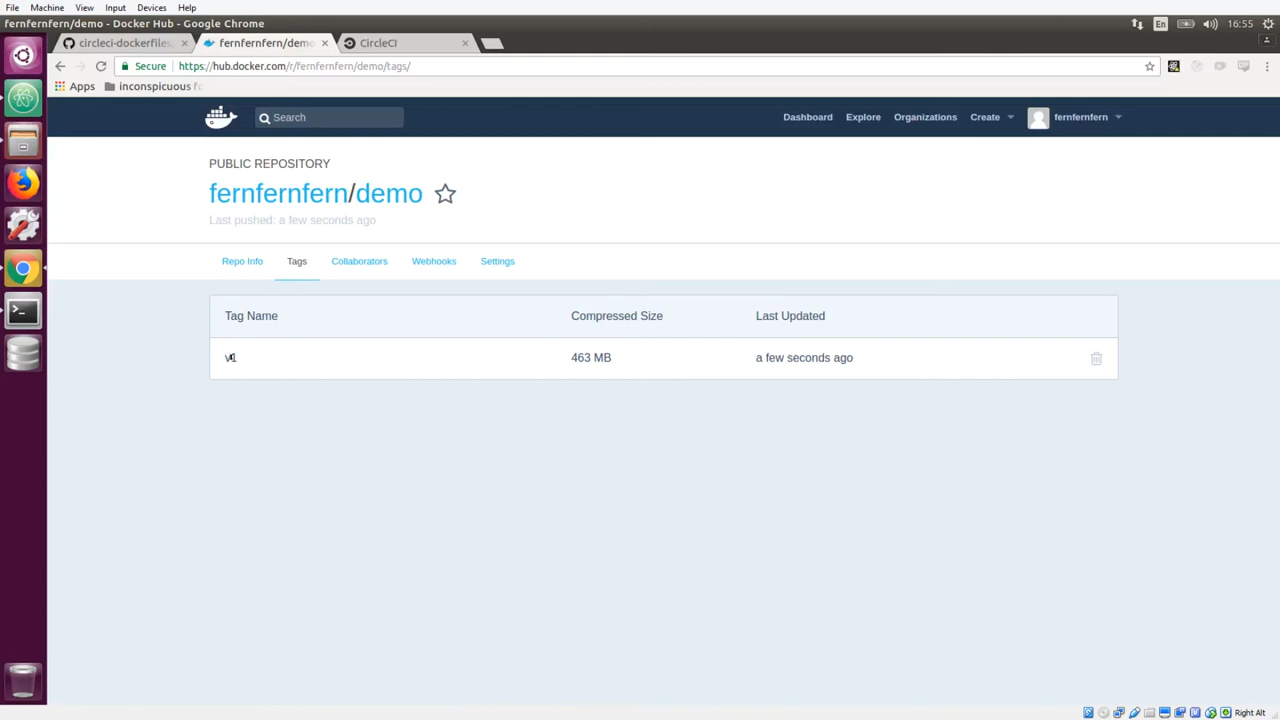 File Machine View Input Devices Help
fernfernfern/demo - Docker Hub - Google Chrome En 16:55
circleci-dockerfiles fernfernfern/demo CircleCI
Secure https://hub.docker.com/r/fernfernfern/demo/tags/
Apps inconspicuous fo
Search Dashboard Explore Organizations Create fernfernfern
PUBLIC REPOSITORY
fernfernfern/demo
Last pushed: a few seconds ago
Repo Info Tags Collaborators Webhooks Settings
Tag Name Compressed Size Last Updated
v1 463 MB a few seconds ago
Right Alt